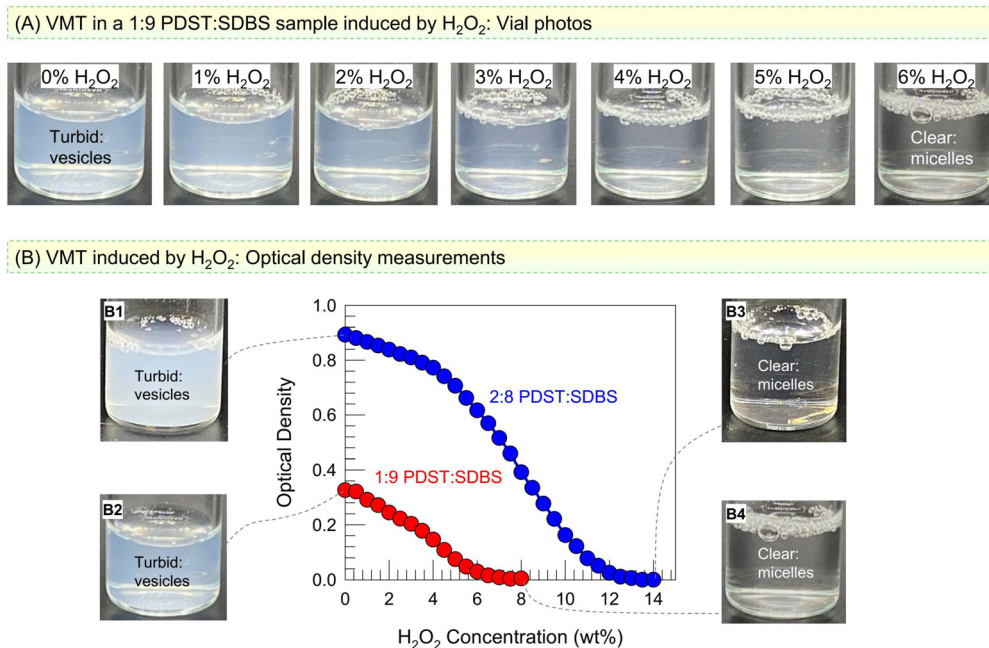 (A) VMT in a 1:9 PDST:SDBS sample induced by H₂O₂: Vial photos
0% H₂O₂
1% H₂O₂
2% H₂O₂
3% H₂O₂
4% H₂O₂
5% H₂O₂
6% H₂O₂
Turbid:
vesicles
Clear:
micelles
(B) VMT induced by H₂O₂: Optical density measurements
B1
Turbid:
vesicles
B2
Turbid:
vesicles
Optical Density
1.0
0.8
0.6
0.4
0.2
0.0
2:8 PDST:SDBS
1:9 PDST:SDBS
0 2 4 6 8 10 12 14
H₂O₂ Concentration (wt%)
B3
Clear:
micelles
B4
Clear:
micelles